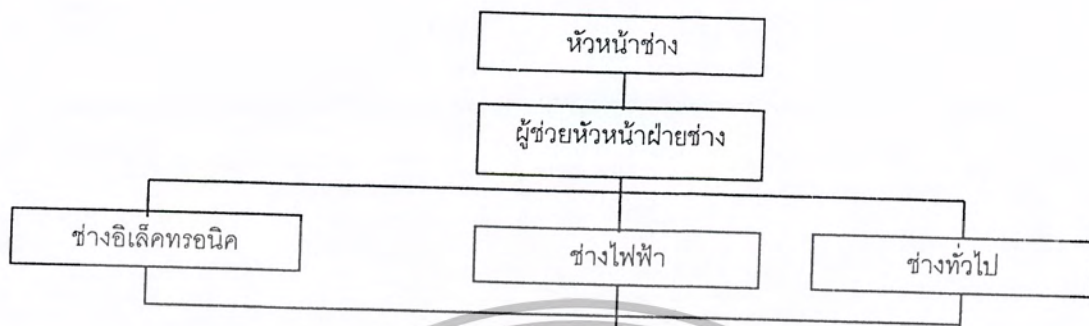 หัวหน้าช่าง
ผู้ช่วยหัวหน้าฝ่ายช่าง
ช่างอิเล็คทรอนิค
ช่างไฟฟ้า
ช่างทั่วไป